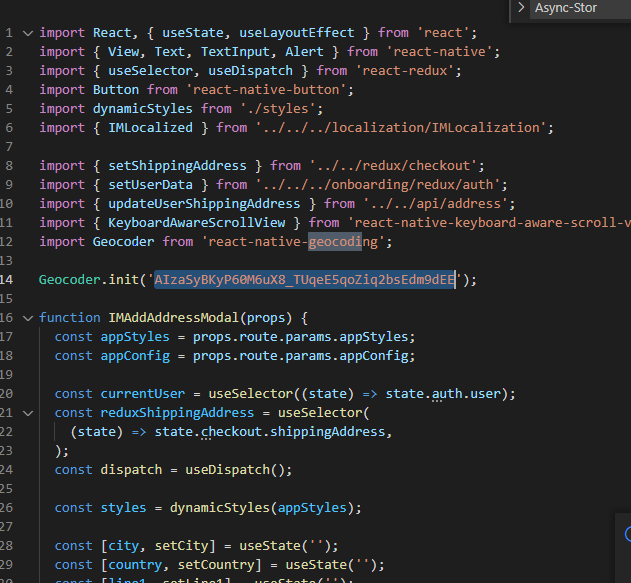 Async-Stor
1 import React, { useState, useLayoutEffect } from 'react';
2 import { View, Text, TextInput, Alert } from 'react-native';
3 import { useSelector, useDispatch } from 'react-redux';
4 import Button from 'react-native-button';
5 import dynamicStyles from './styles';
6 import { IMLocalized } from '../../../localization/IMLocalization';
7
8 import { setShippingAddress } from '../../redux/checkout';
9 import { setUserData } from '../../../onboarding/redux/auth';
10 import { updateUserShippingAddress } from '../../api/address';
11 import { KeyboardAwareScrollView } from 'react-native-keyboard-aware-scroll-v
12 import Geocoder from 'react-native-geocoding';
13
14 Geocoder.init('AIzaSyBKyP60M6uX8_TUqeE5qoZiq2bsEdm9dEE');
15
16 function IMAddAddressModal(props) {
17 const appStyles = props.route.params.appStyles;
18 const appConfig = props.route.params.appConfig;
19
20 const currentUser = useSelector((state) => state.auth.user);
21 const reduxShippingAddress = useSelector(
22 (state) => state.checkout.shippingAddress,
23 );
24 const dispatch = useDispatch();
25
26 const styles = dynamicStyles(appStyles);
27
28 const [city, setCity] = useState('');
29 const [country, setCountry] = useState('');
const [line1, setLine1] = useState('');